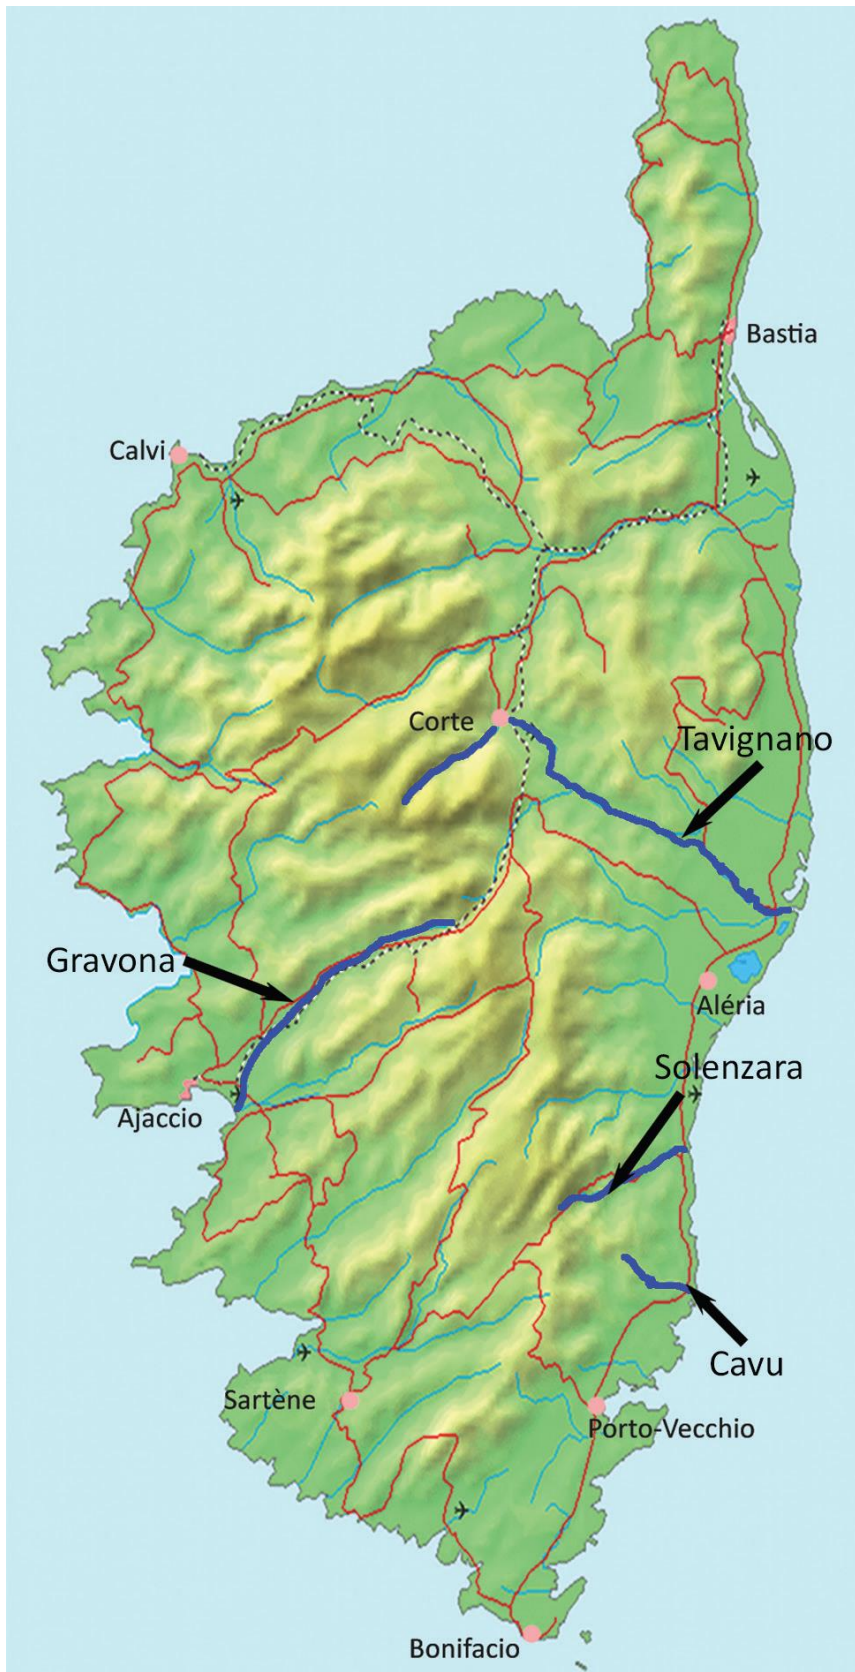 Bastia
Calvi
Corte
Tavignano
Gravona
Aléria
Solenzara
Ajaccio
Cavu
Sartène
Porto-Vecchio
Bonifacio